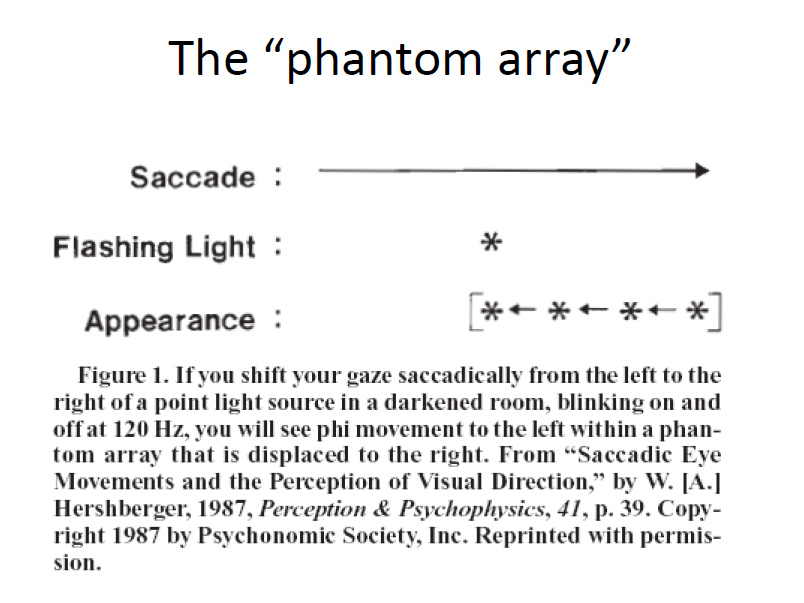 The “phantom array”
Saccade :
Flashing Light : *
Appearance : [*← *← *← *]
Figure 1. If you shift your gaze saccadically from the left to the
right of a point light source in a darkened room, blinking on and
off at 120 Hz, you will see phi movement to the left within a phan-
tom array that is displaced to the right. From “Saccadic Eye
Movements and the Perception of Visual Direction,” by W. [A.]
Hershberger, 1987, Perception & Psychophysics, 41, p. 39. Copy-
right 1987 by Psychonomic Society, Inc. Reprinted with permis-
sion.